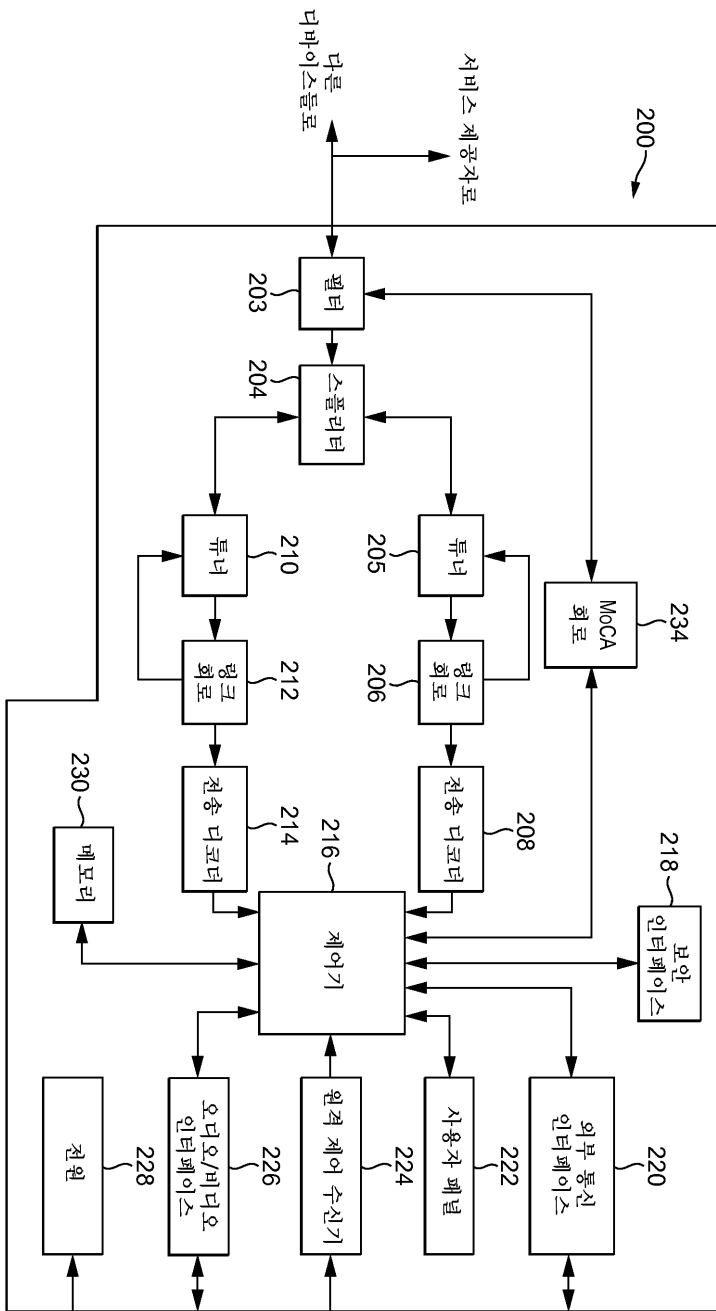 200
서비스 제공자로
다른
디바이스들로
필터
203
스플리터
204
MoCA
회로
234
튜너
205
링크
회로
206
전송 디코더
208
튜너
210
링크
회로
212
전송 디코터
214
제어기
216
보안
인터페이스
218
메모리
230
외부 통신
인터페이스
220
사용자 패널
222
원격 제어 수신기
224
오디오/비디오
인터페이스
226
전원
228